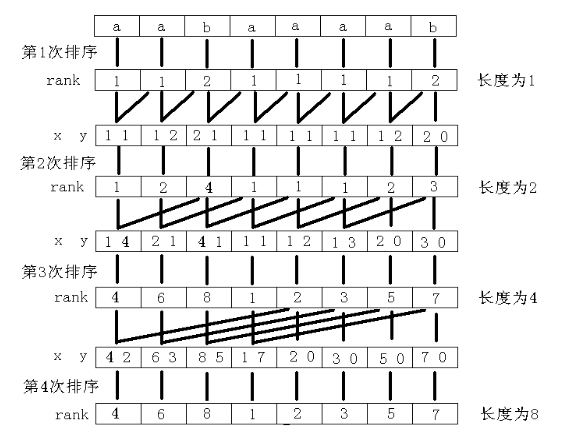 a a b a a a a b
第1次排序
rank 1 1 2 1 1 1 1 2 长度为1
x y 1 1 1 2 2 1 1 1 1 1 1 1 1 2 2 0
第2次排序
rank 1 2 4 1 1 1 2 3 长度为2
x y 1 4 2 1 4 1 1 1 1 2 1 3 2 0 3 0
第3次排序
rank 4 6 8 1 2 3 5 7 长度为4
x y 4 2 6 3 8 5 1 7 2 0 3 0 5 0 7 0
第4次排序
rank 4 6 8 1 2 3 5 7 长度为8